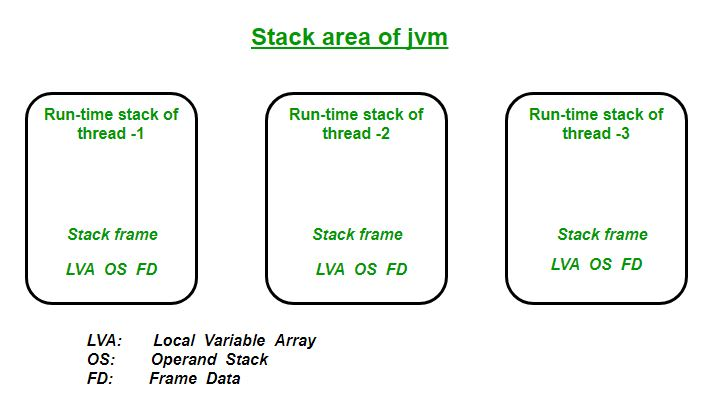 Stack area of jvm
Run-time stack of
thread -1
Stack frame
LVA OS FD
Run-time stack of
thread -2
Stack frame
LVA OS FD
Run-time stack of
thread -3
Stack frame
LVA OS FD
LVA: Local Variable Array
OS: Operand Stack
FD: Frame Data